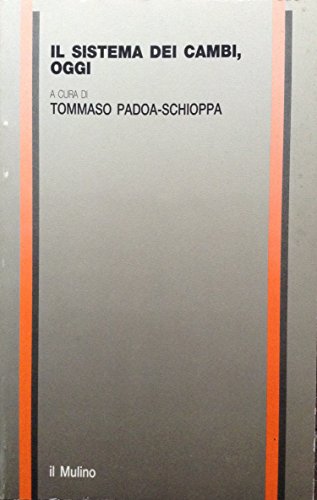 IL SISTEMA DEI CAMBI,
OGGI
A CURA DI
TOMMASO PADOA-SCHIOPPA
il Mulino